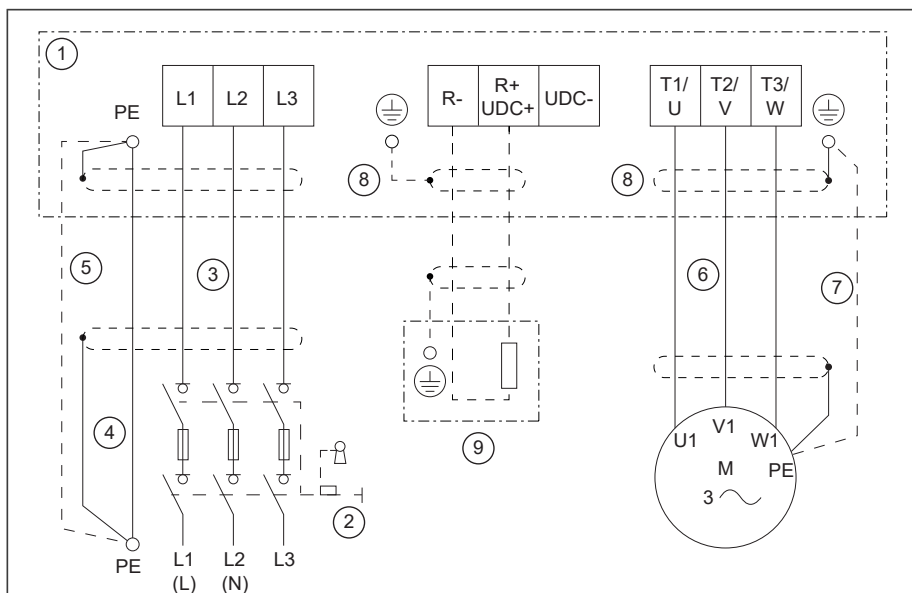 1
PE
L1 L2 L3
R- R+ UDC+ UDC-
T1/ U T2/ V T3/ W
8
8
5
3
6
7
4
9
2
U1 V1 W1
M PE
3
PE
L1 (L) L2 (N) L3